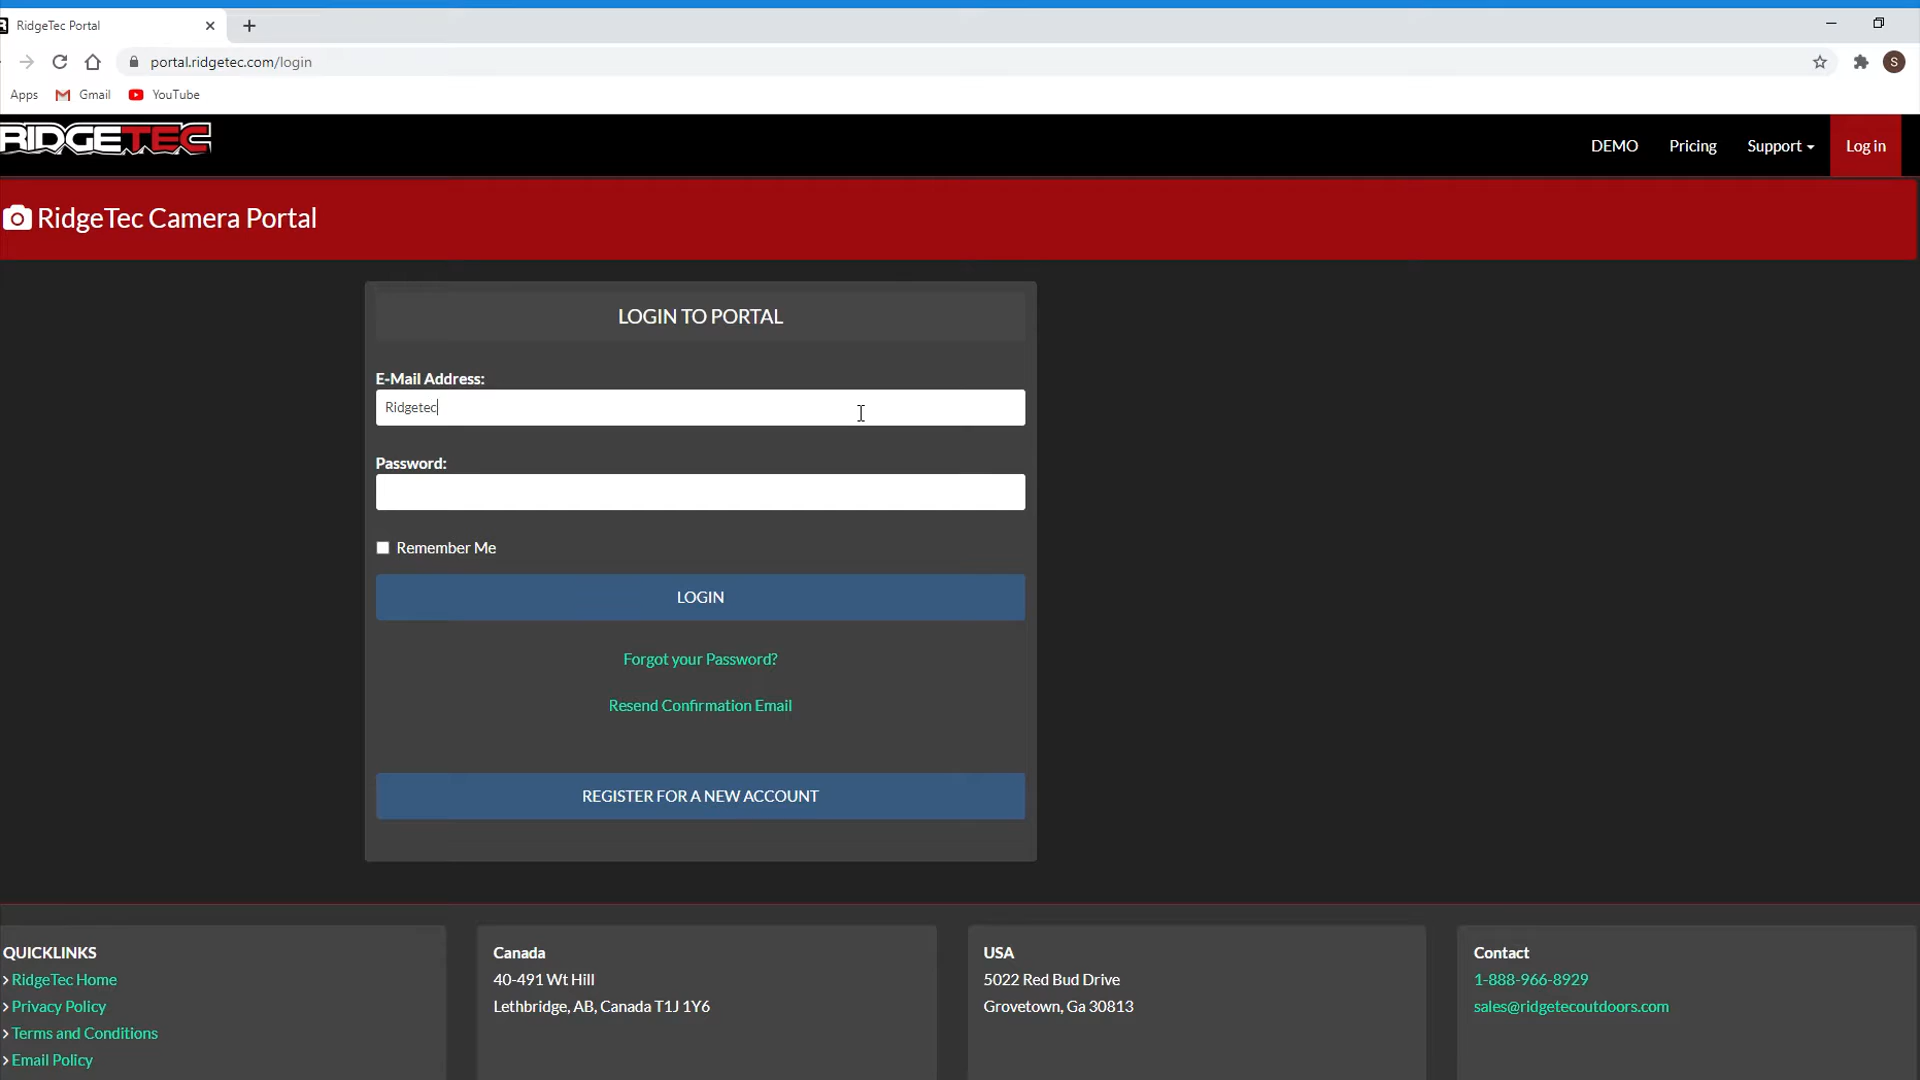 RidgeTec Portal
portal.ridgetec.com/login
S
Apps
Gmail
YouTube
RIDGETEC
DEMO
Pricing
Support
Log in
RidgeTec Camera Portal
LOGIN TO PORTAL
E-Mail Address:
Ridgetec
Password:
Remember Me
LOGIN
Forgot your Password?
Resend Confirmation Email
REGISTER FOR A NEW ACCOUNT
QUICKLINKS
RidgeTec Home
Privacy Policy
Terms and Conditions
Email Policy
Canada
40-491 Wt Hill
Lethbridge, AB, Canada T1J 1Y6
USA
5022 Red Bud Drive
Grovetown, Ga 30813
Contact
1-888-966-8929
sales@ridgetecoutdoors.com